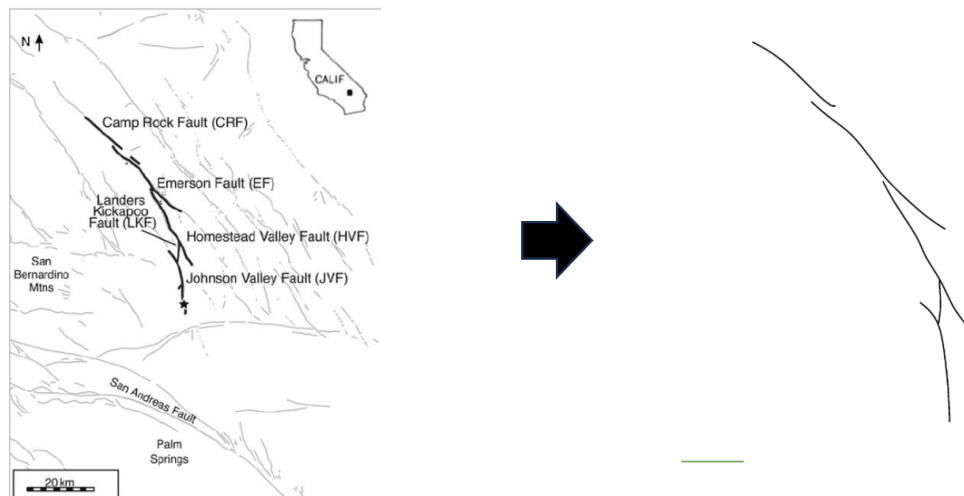 N
CALIF
Camp Rock Fault (CRF)
Emerson Fault (EF)
Landers
Kickapoo
Fault (LKF)
Homestead Valley Fault (HVF)
San
Bernardino
Mtns
Johnson Valley Fault (JVF)
San Andreas Fault
Palm
Springs
20 km